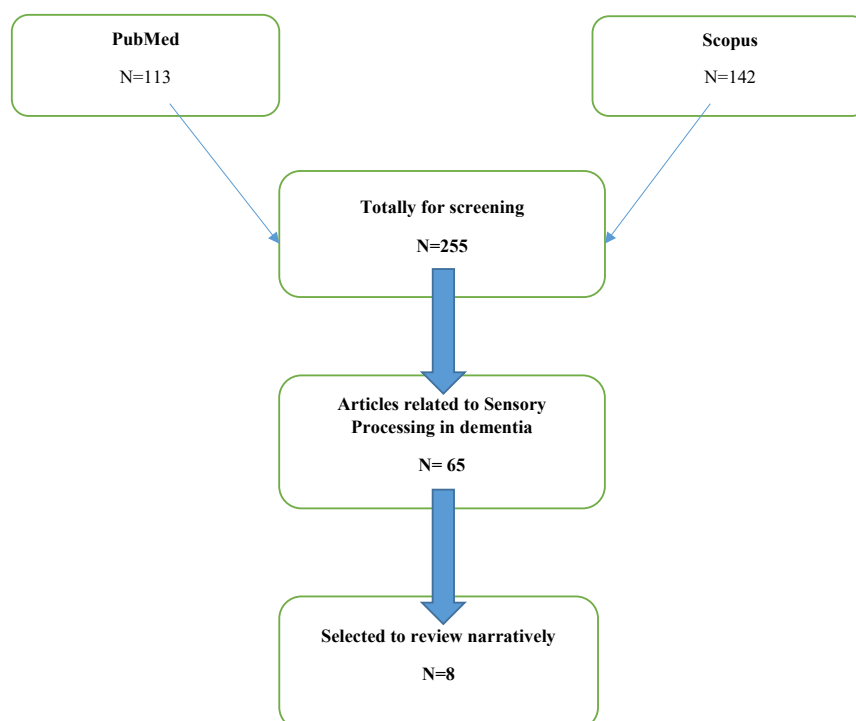 PubMed
N=113
Scopus
N=142
Totally for screening
N=255
Articles related to Sensory
Processing in dementia
N= 65
Selected to review narratively
N=8